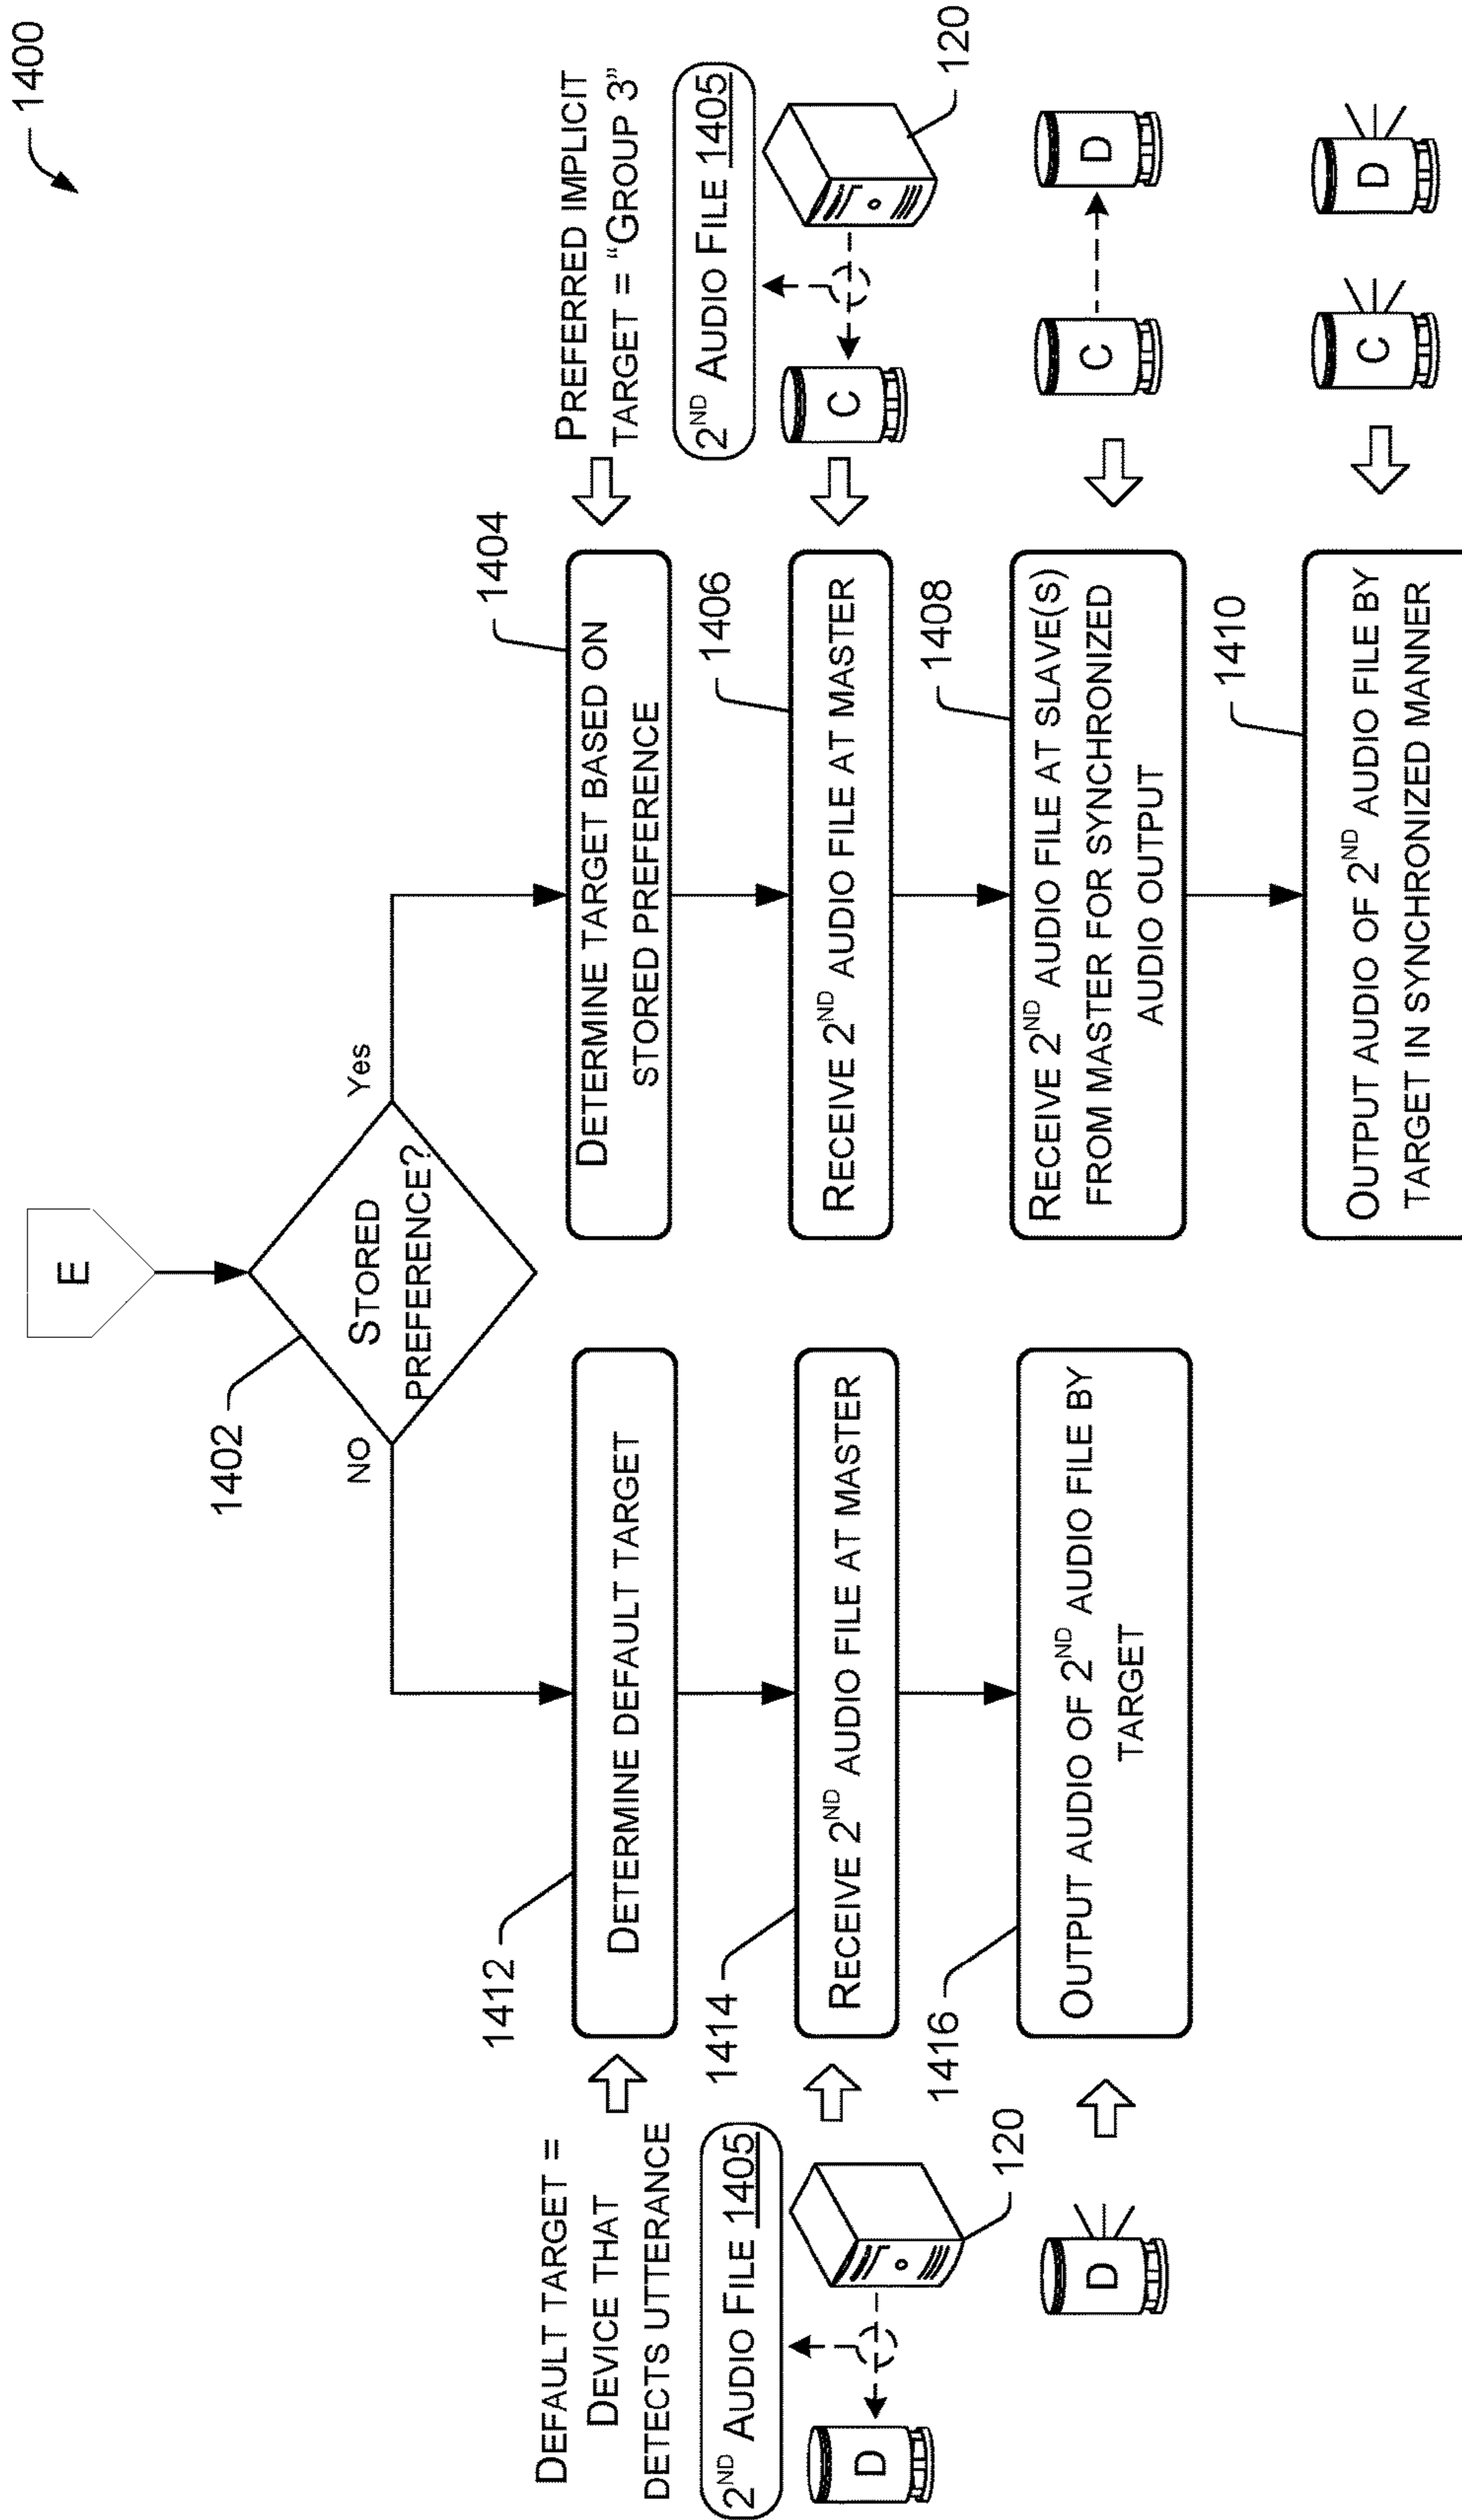 1400
E
1402
STORED
PREFERENCE?
NO
Yes
1404
DETERMINE TARGET BASED ON
STORED PREFERENCE
PREFERRED IMPLICIT
TARGET = “GROUP 3”
1406
RECEIVE 2ND AUDIO FILE AT MASTER
2ND AUDIO FILE 1405
C
120
1408
RECEIVE 2ND AUDIO FILE AT SLAVE(S)
FROM MASTER FOR SYNCHRONIZED
AUDIO OUTPUT
C
D
1410
OUTPUT AUDIO OF 2ND AUDIO FILE BY
TARGET IN SYNCHRONIZED MANNER
C
D
1412
DEFAULT TARGET =
DEVICE THAT
DETECTS UTTERANCE
DETERMINE DEFAULT TARGET
1414
2ND AUDIO FILE 1405
D
120
RECEIVE 2ND AUDIO FILE AT MASTER
1416
D
OUTPUT AUDIO OF 2ND AUDIO FILE BY
TARGET